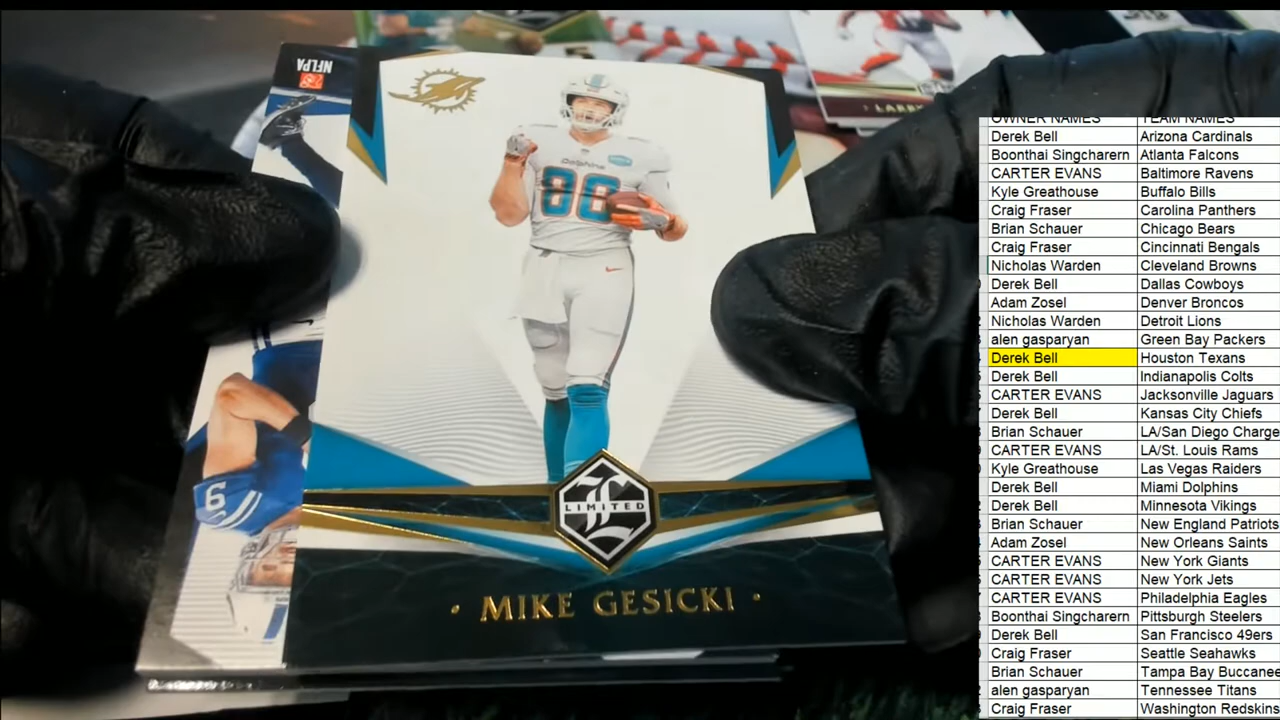 NFLPA
LARRY
Dolphins
88
9
LIMITED
· MIKE GESICKI ·
OWNER NAMES TEAM NAMES
Derek Bell Arizona Cardinals
Boonthai Singcharern Atlanta Falcons
CARTER EVANS Baltimore Ravens
Kyle Greathouse Buffalo Bills
Craig Fraser Carolina Panthers
Brian Schauer Chicago Bears
Craig Fraser Cincinnati Bengals
Nicholas Warden Cleveland Browns
Derek Bell Dallas Cowboys
Adam Zosel Denver Broncos
Nicholas Warden Detroit Lions
alen gasparyan Green Bay Packers
Derek Bell Houston Texans
Derek Bell Indianapolis Colts
CARTER EVANS Jacksonville Jaguars
Derek Bell Kansas City Chiefs
Brian Schauer LA/San Diego Charge
CARTER EVANS LA/St. Louis Rams
Kyle Greathouse Las Vegas Raiders
Derek Bell Miami Dolphins
Derek Bell Minnesota Vikings
Brian Schauer New England Patriots
Adam Zosel New Orleans Saints
CARTER EVANS New York Giants
CARTER EVANS New York Jets
CARTER EVANS Philadelphia Eagles
Boonthai Singcharern Pittsburgh Steelers
Derek Bell San Francisco 49ers
Craig Fraser Seattle Seahawks
Brian Schauer Tampa Bay Buccanee
alen gasparyan Tennessee Titans
Craig Fraser Washington Redskins